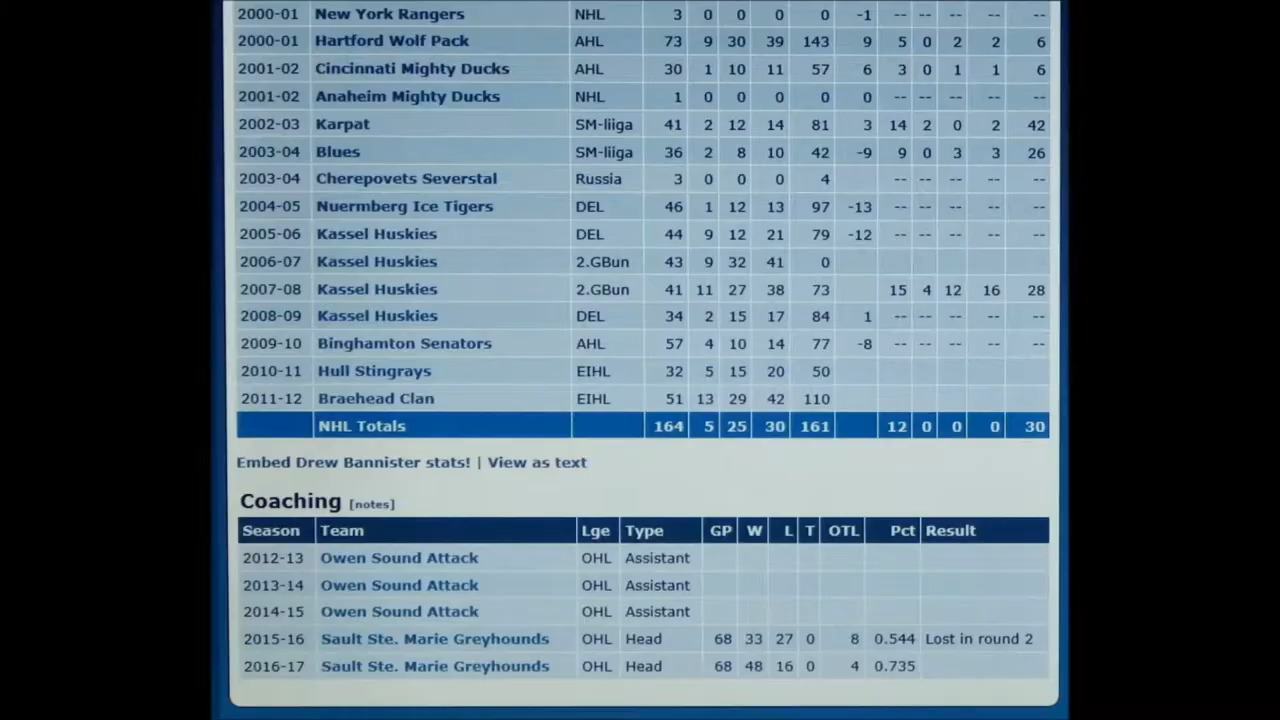 2000-01 New York Rangers NHL 3 0 0 0 0 -1 -- -- -- -- --
2000-01 Hartford Wolf Pack AHL 73 9 30 39 143 9 5 0 2 2 6
2001-02 Cincinnati Mighty Ducks AHL 30 1 10 11 57 6 3 0 1 1 6
2001-02 Anaheim Mighty Ducks NHL 1 0 0 0 0 0 -- -- -- -- --
2002-03 Karpat SM-liiga 41 2 12 14 81 3 14 2 0 2 42
2003-04 Blues SM-liiga 36 2 8 10 42 -9 9 0 3 3 26
2003-04 Cherepovets Severstal Russia 3 0 0 0 4 -- -- -- -- --
2004-05 Nuermberg Ice Tigers DEL 46 1 12 13 97 -13 -- -- -- -- --
2005-06 Kassel Huskies DEL 44 9 12 21 79 -12 -- -- -- -- --
2006-07 Kassel Huskies 2.GBun 43 9 32 41 0
2007-08 Kassel Huskies 2.GBun 41 11 27 38 73 15 4 12 16 28
2008-09 Kassel Huskies DEL 34 2 15 17 84 1 -- -- -- -- --
2009-10 Binghamton Senators AHL 57 4 10 14 77 -8 -- -- -- -- --
2010-11 Hull Stingrays EIHL 32 5 15 20 50
2011-12 Braehead Clan EIHL 51 13 29 42 110
NHL Totals 164 5 25 30 161 12 0 0 0 30
Embed Drew Bannister stats! | View as text
Coaching [notes]
Season Team Lge Type GP W L T OTL Pct Result
2012-13 Owen Sound Attack OHL Assistant
2013-14 Owen Sound Attack OHL Assistant
2014-15 Owen Sound Attack OHL Assistant
2015-16 Sault Ste. Marie Greyhounds OHL Head 68 33 27 0 8 0.544 Lost in round 2
2016-17 Sault Ste. Marie Greyhounds OHL Head 68 48 16 0 4 0.735